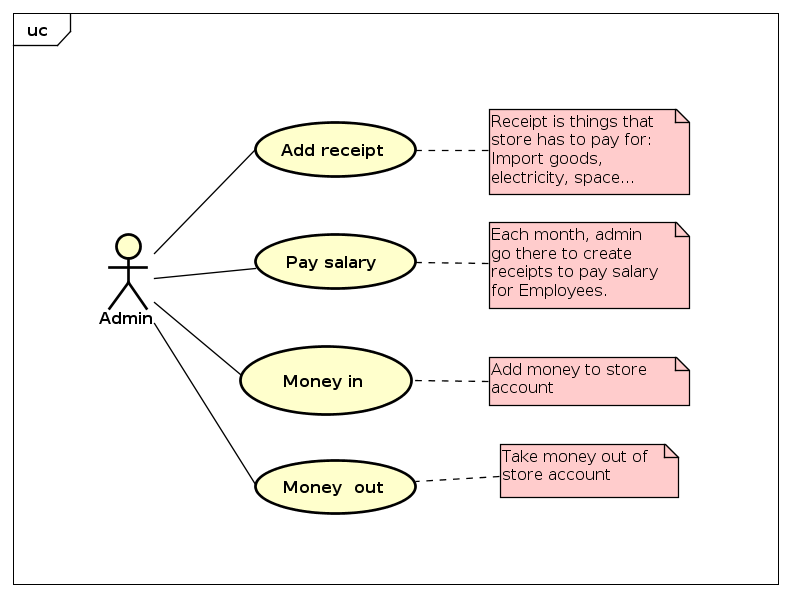 uc
Add receipt
Receipt is things that
store has to pay for:
Import goods,
electricity, space...
Pay salary
Each month, admin
go there to create
receipts to pay salary
for Employees.
Admin
Money in
Add money to store
account
Money  out
Take money out of
store account